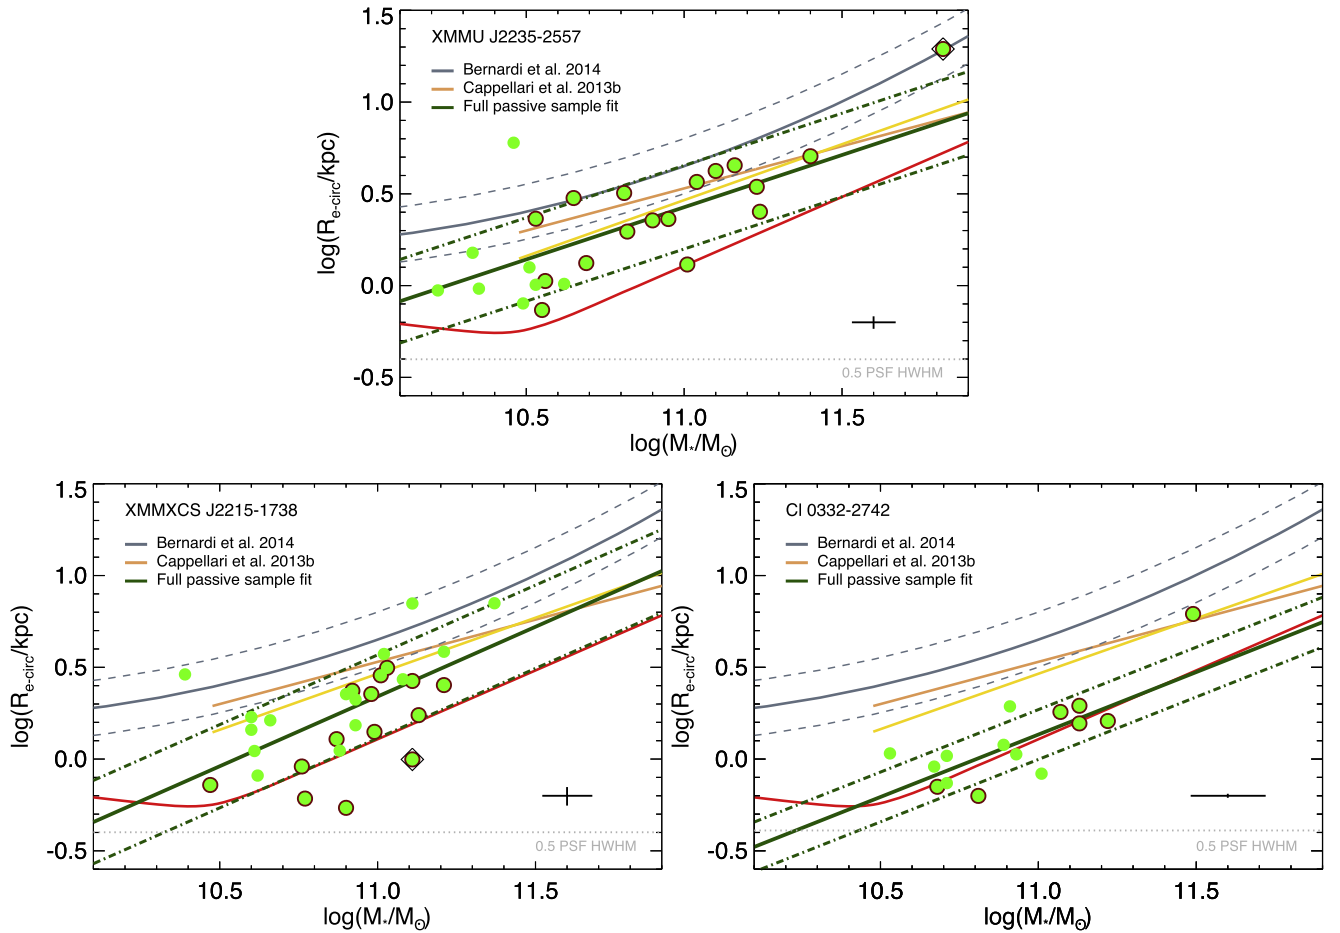 1.5
XMMU J2235-2557
Bernardi et al. 2014
Cappellari et al. 2013b
Full passive sample fit
1.0
0.5
0.0
-0.5
log(Re-circ/kpc)
0.5 PSF HWHM
10.5 11.0 11.5
log(M*/M⊙)
1.5
XMMXCS J2215-1738
Bernardi et al. 2014
Cappellari et al. 2013b
Full passive sample fit
1.0
0.5
0.0
-0.5
log(Re-circ/kpc)
0.5 PSF HWHM
10.5 11.0 11.5
log(M*/M⊙)
1.5
Cl 0332-2742
Bernardi et al. 2014
Cappellari et al. 2013b
Full passive sample fit
1.0
0.5
0.0
-0.5
log(Re-circ/kpc)
0.5 PSF HWHM
10.5 11.0 11.5
log(M*/M⊙)